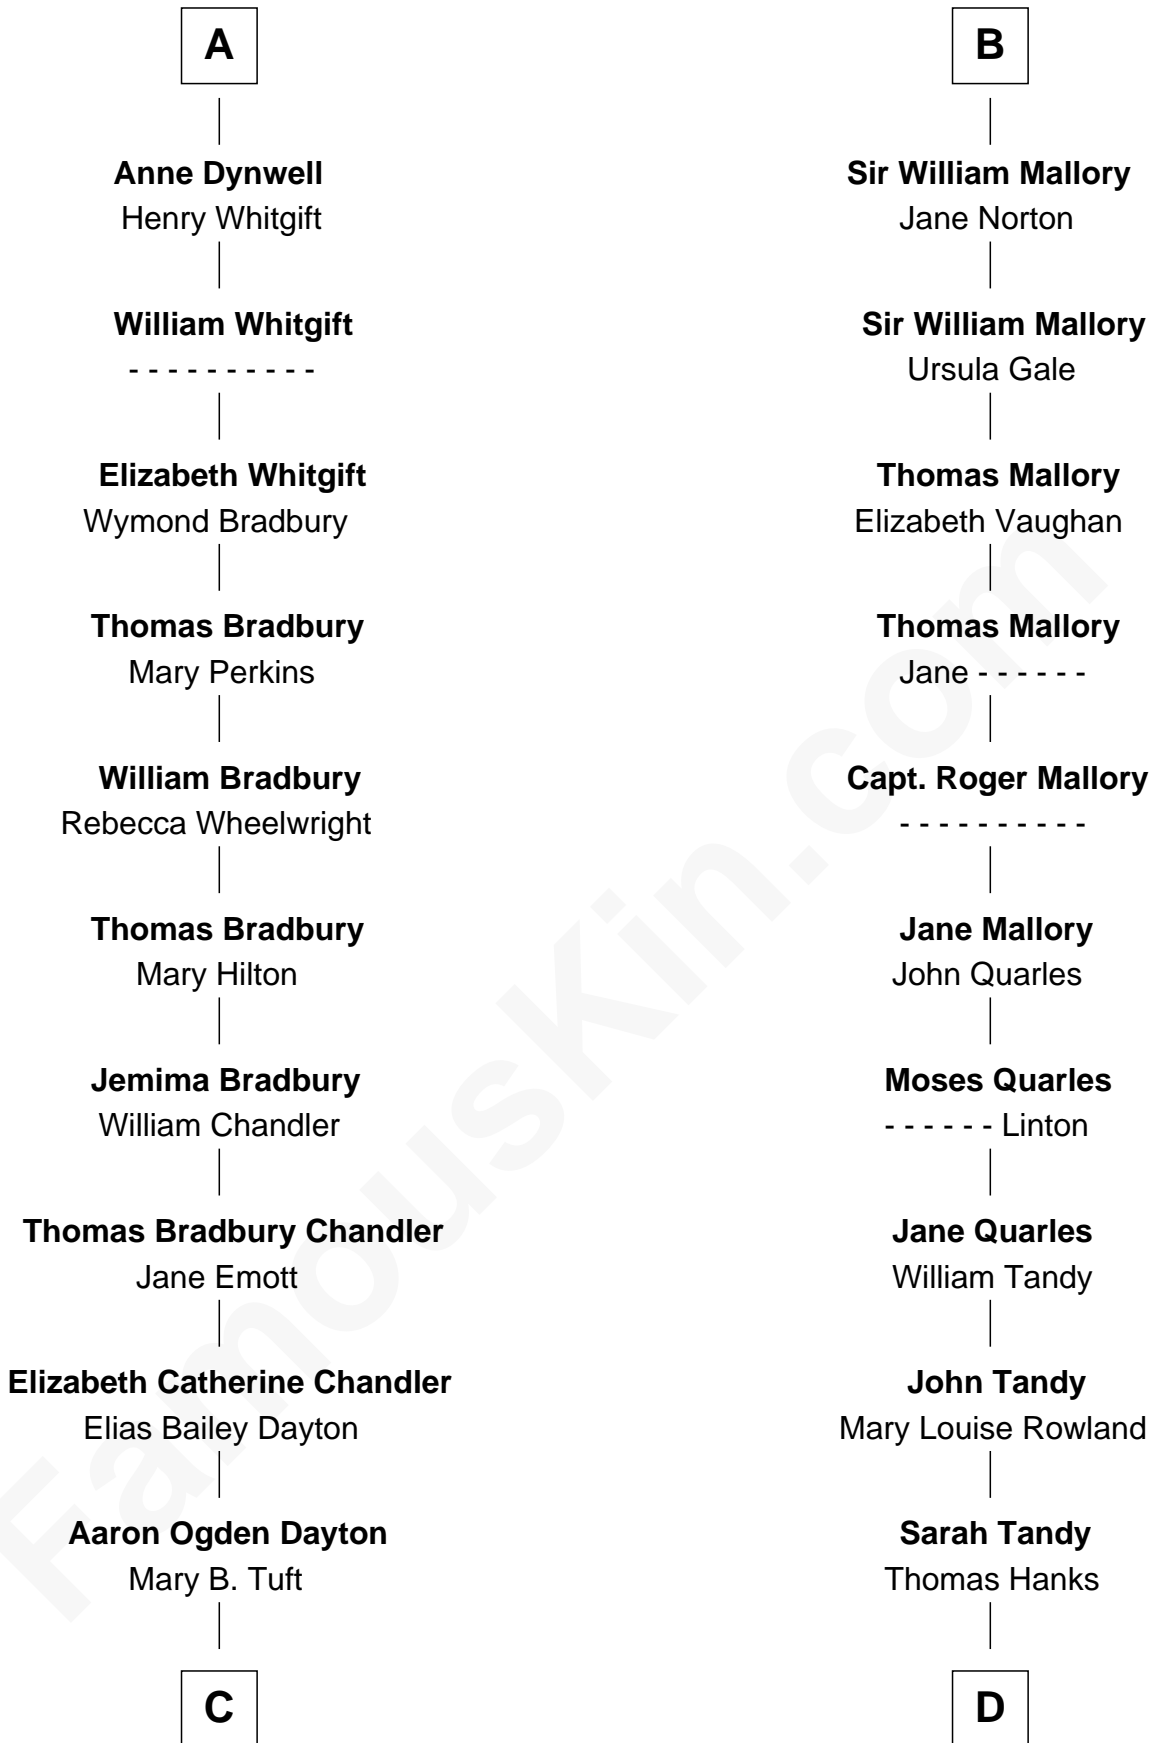 A
Anne Dynwell
Henry Whitgift
William Whitgift
- - - - - - - - - -
Elizabeth Whitgift
Wymond Bradbury
Thomas Bradbury
Mary Perkins
William Bradbury
Rebecca Wheelwright
Thomas Bradbury
Mary Hilton
Jemima Bradbury
William Chandler
Thomas Bradbury Chandler
Jane Emott
Elizabeth Catherine Chandler
Elias Bailey Dayton
Aaron Ogden Dayton
Mary B. Tuft
C
B
Sir William Mallory
Jane Norton
Sir William Mallory
Ursula Gale
Thomas Mallory
Elizabeth Vaughan
Thomas Mallory
Jane - - - - - -
Capt. Roger Mallory
- - - - - - - - - -
Jane Mallory
John Quarles
Moses Quarles
- - - - - - Linton
Jane Quarles
William Tandy
John Tandy
Mary Louise Rowland
Sarah Tandy
Thomas Hanks
D
FamousKin.com